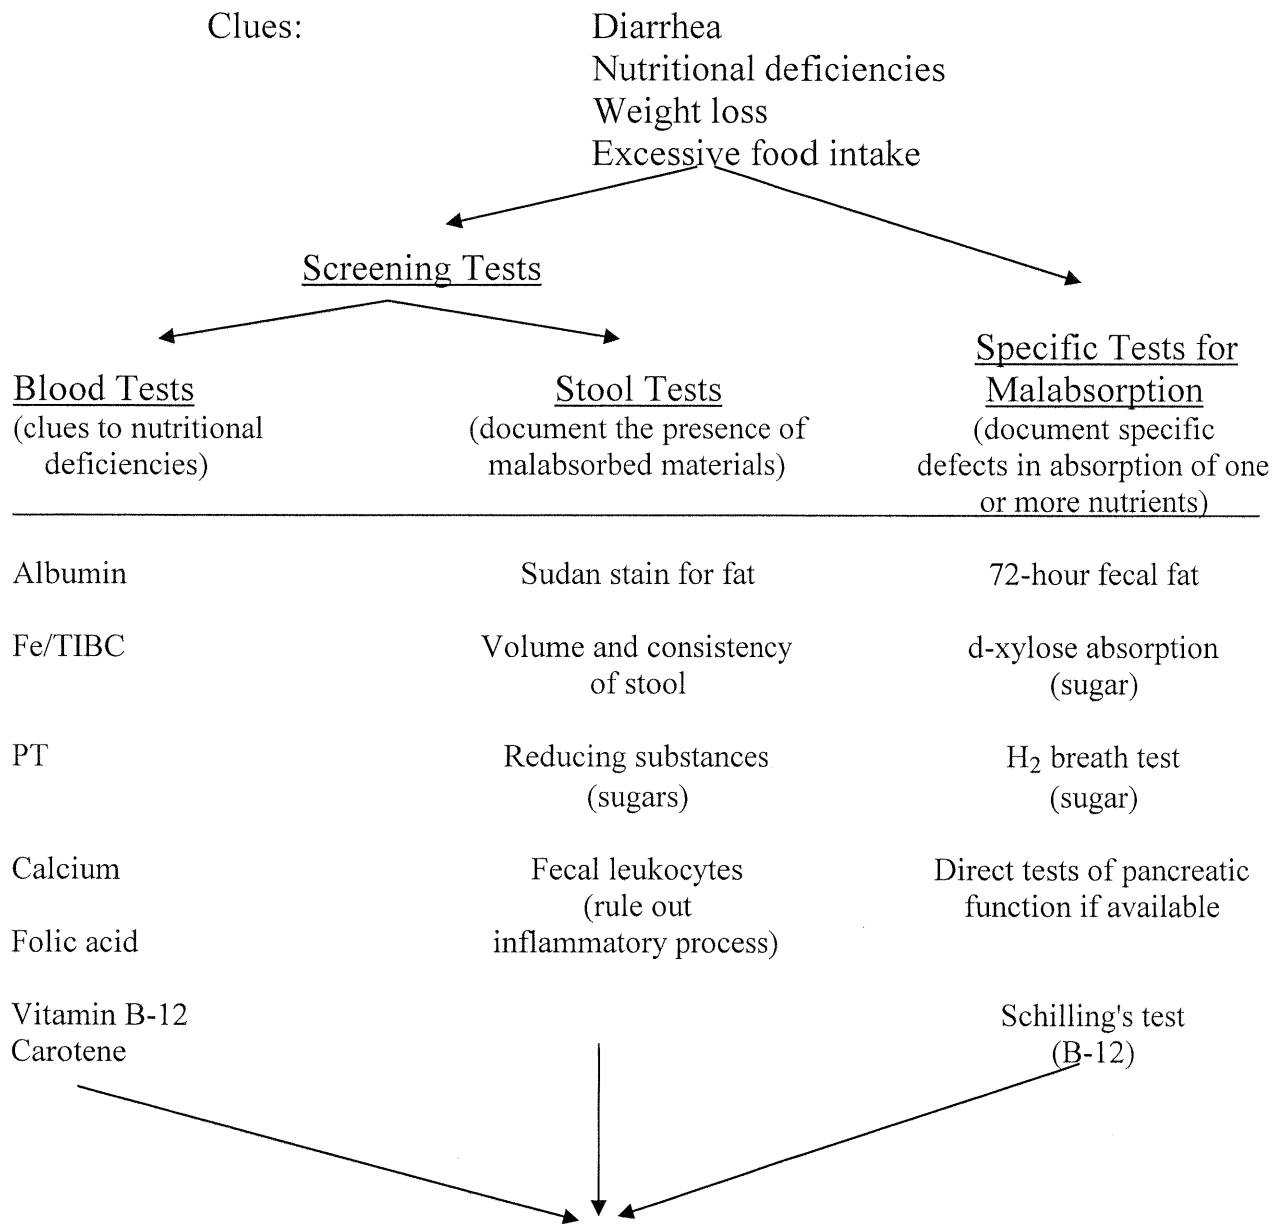 Clues:
Diarrhea
Nutritional deficiencies
Weight loss
Excessive food intake
Screening Tests
Blood Tests
(clues to nutritional
deficiencies)
Stool Tests
(document the presence of
malabsorbed materials)
Specific Tests for
Malabsorption
(document specific
defects in absorption of one
or more nutrients)
Albumin
Sudan stain for fat
72-hour fecal fat
Fe/TIBC
Volume and consistency
of stool
d-xylose absorption
(sugar)
PT
Reducing substances
(sugars)
H₂ breath test
(sugar)
Calcium
Fecal leukocytes
(rule out
inflammatory process)
Direct tests of pancreatic
function if available
Folic acid
Vitamin B-12
Carotene
Schilling's test
(B-12)